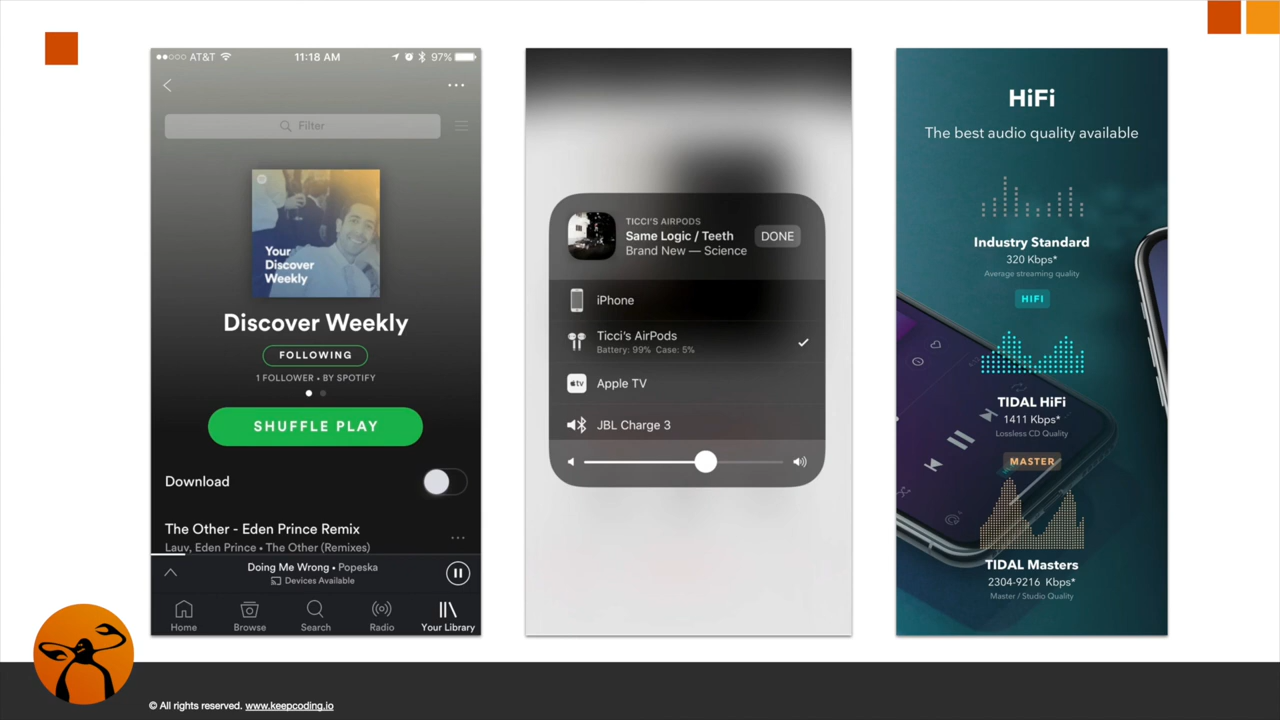 AT&T 11:18 AM 97%
Filter
Your
Discover
Weekly
Discover Weekly
FOLLOWING
1 FOLLOWER • BY SPOTIFY
SHUFFLE PLAY
Download
The Other - Eden Prince Remix
Lauv, Eden Prince • The Other (Remixes)
Doing Me Wrong • Popeska
Devices Available
Home Browse Search Radio Your Library
TICCI'S AIRPODS
Same Logic / Teeth
Brand New — Science
DONE
iPhone
Ticci's AirPods
Battery: 99% Case: 5%
tv Apple TV
JBL Charge 3
HiFi
The best audio quality available
Industry Standard
320 Kbps*
Average streaming quality
HIFI
TIDAL HiFi
1411 Kbps*
Lossless CD Quality
MASTER
TIDAL Masters
2304-9216 Kbps*
Master / Studio Quality
© All rights reserved. www.keepcoding.io